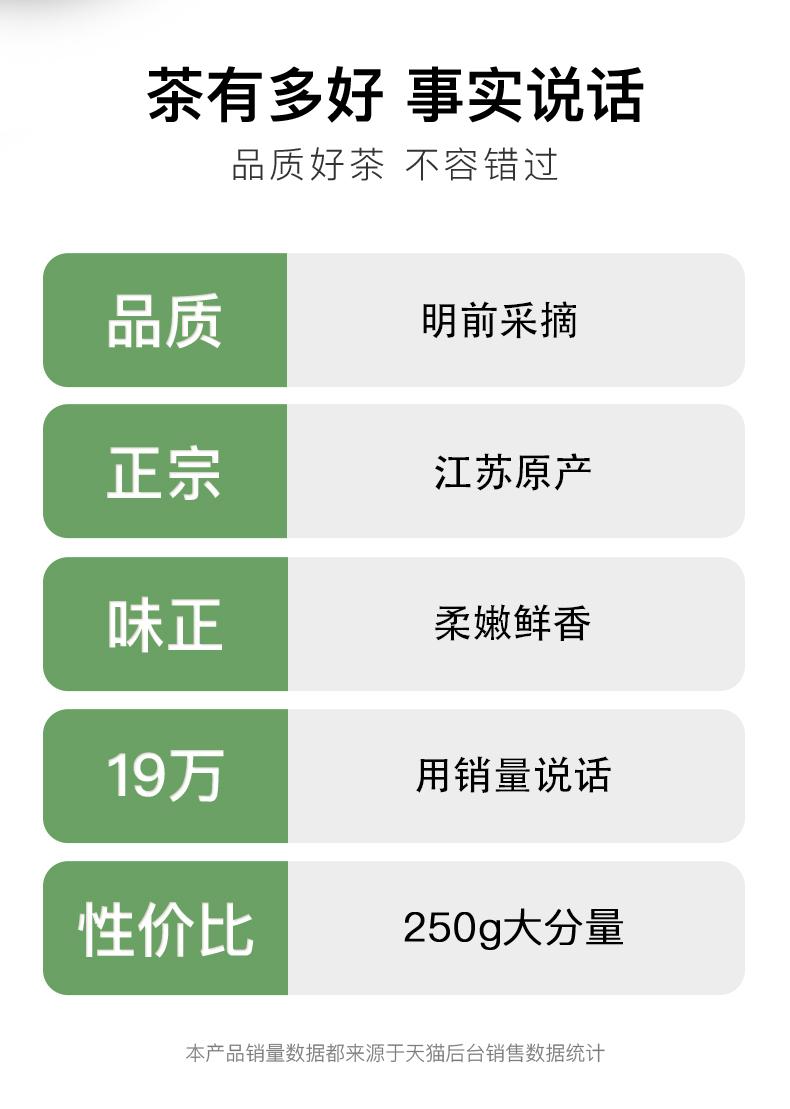 茶有多好 事实说话
品质好茶 不容错过
品质
明前采摘
正宗
江苏原产
味正
柔嫩鲜香
19万
用销量说话
性价比
250g大分量
本产品销量数据都来源于天猫后台销售数据统计